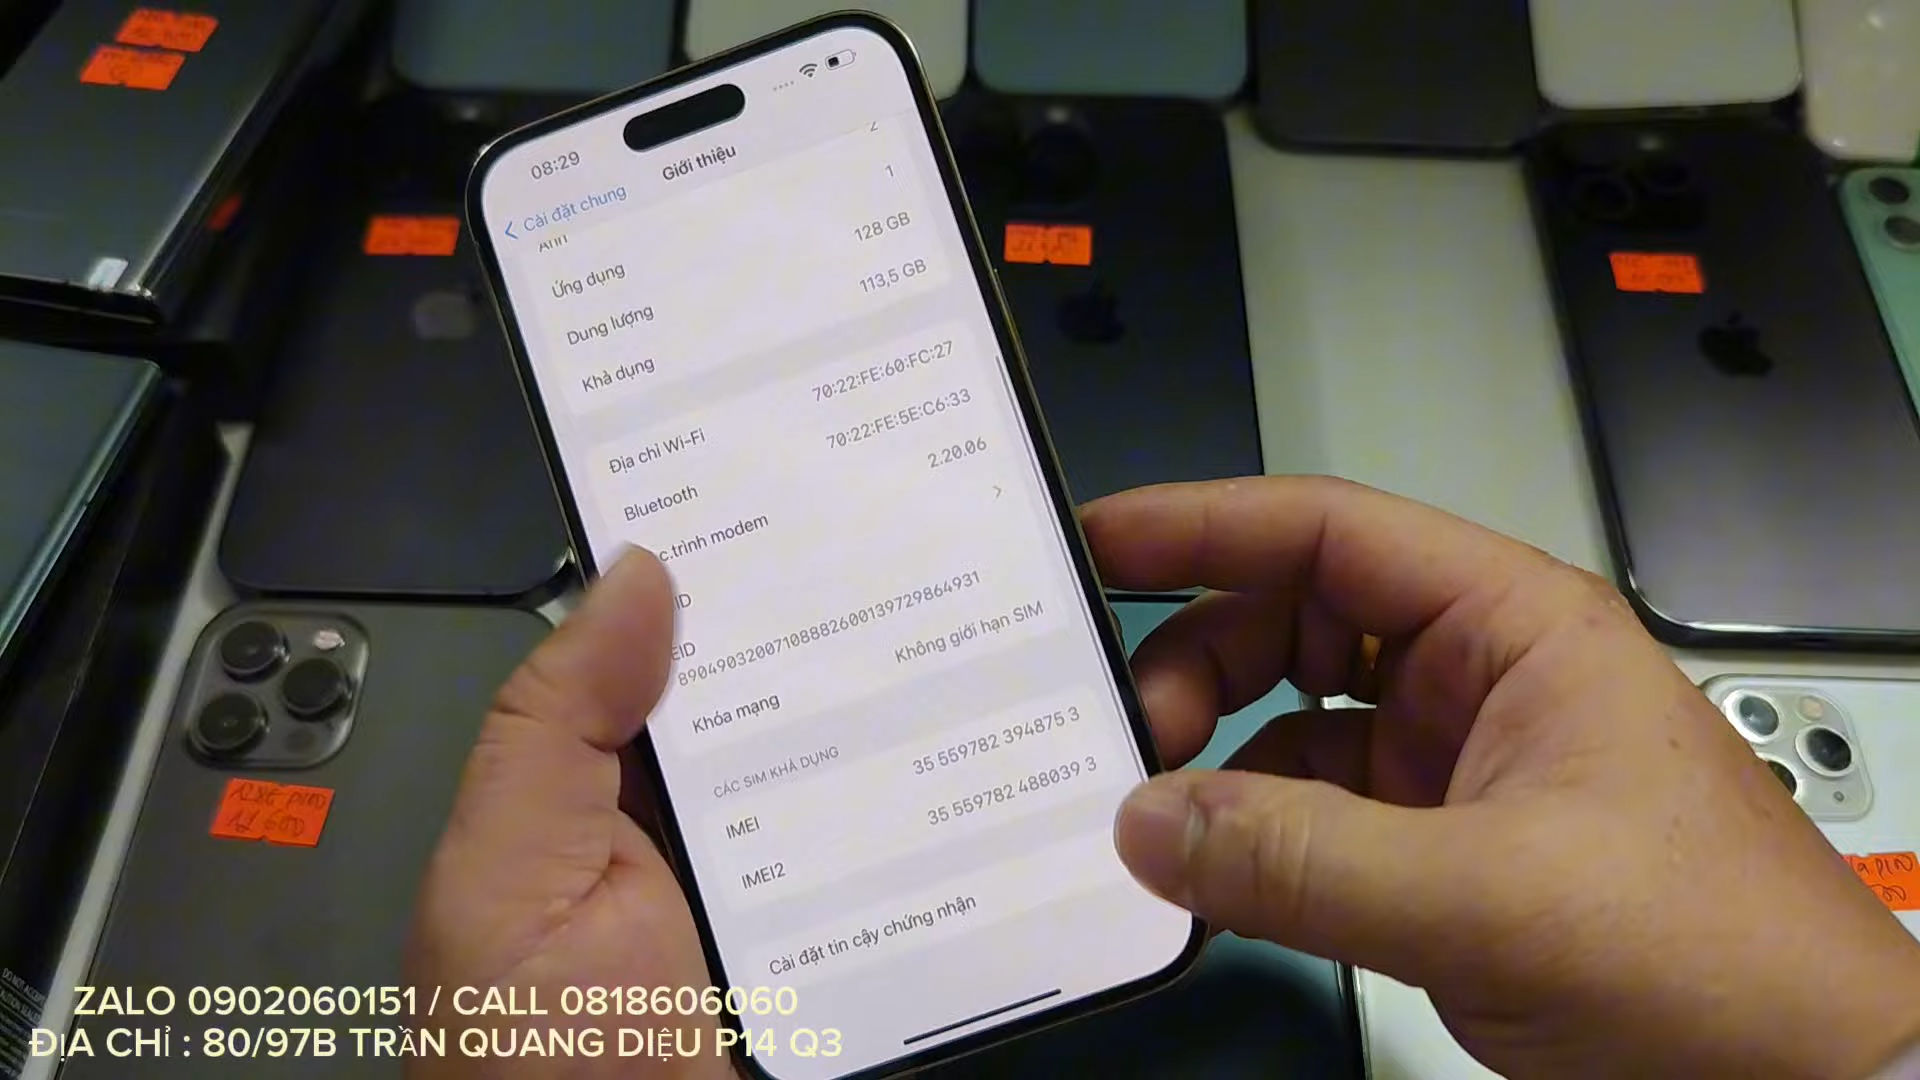 08:29
Cài đặt chung
Giới thiệu
2
1
Ứng dụng
128 GB
Dung lượng
113,5 GB
Khả dụng
70:22:FE:60:FC:27
Địa chỉ Wi-Fi
70:22:FE:5E:C6:33
Bluetooth
2.20.06
c.trình modem
ID
EID
89049032007108882600139729864931
Khóa mạng
Không giới hạn SIM
CÁC SIM KHẢ DỤNG
IMEI
35 559782 394875 3
IMEI2
35 559782 488039 3
Cài đặt tin cậy chứng nhận
ZALO 0902060151 / CALL 0818606060
ĐỊA CHỈ : 80/97B TRẦN QUANG DIỆU P14 Q3